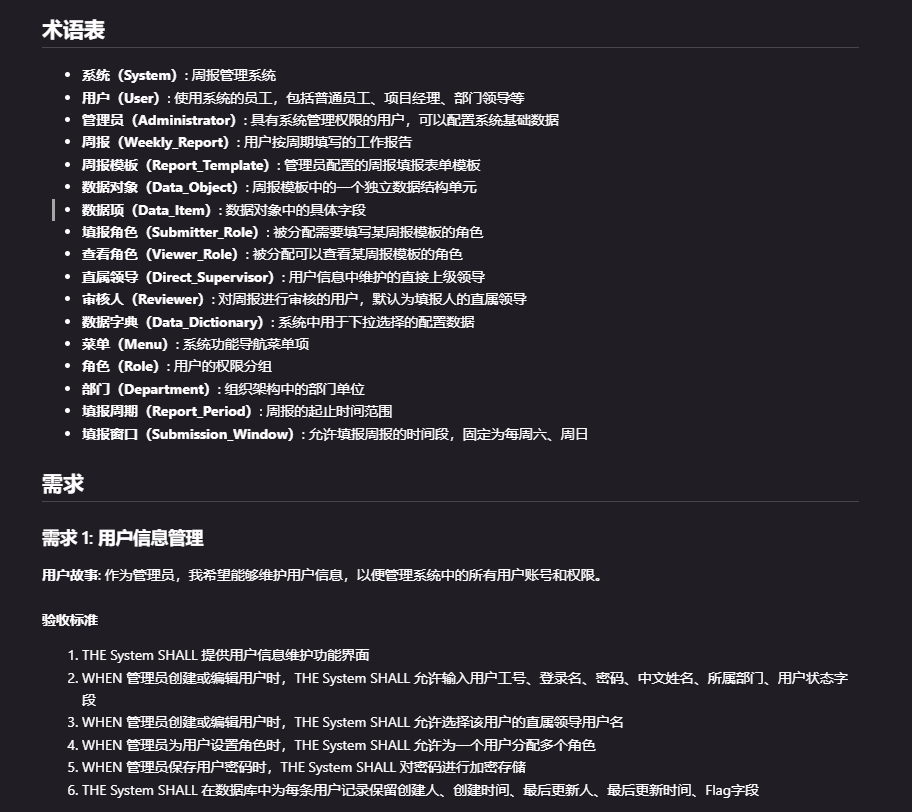 术语表
系统（System）: 周报管理系统
用户（User）: 使用系统的员工，包括普通员工、项目经理、部门领导等
管理员（Administrator）: 具有系统管理权限的用户，可以配置系统基础数据
周报（Weekly_Report）: 用户按周期填写的工作报告
周报模板（Report_Template）: 管理员配置的周报填报表单模板
数据对象（Data_Object）: 周报模板中的一个独立数据结构单元
数据项（Data_Item）: 数据对象中的具体字段
填报角色（Submitter_Role）: 被分配需要填写某周报模板的角色
查看角色（Viewer_Role）: 被分配可以查看某周报模板的角色
直属领导（Direct_Supervisor）: 用户信息中维护的直接上级领导
审核人（Reviewer）: 对周报进行审核的用户，默认为填报人的直属领导
数据字典（Data_Dictionary）: 系统中用于下拉选择的配置数据
菜单（Menu）: 系统功能导航菜单项
角色（Role）: 用户的权限分组
部门（Department）: 组织架构中的部门单位
填报周期（Report_Period）: 周报的起止时间范围
填报窗口（Submission_Window）: 允许填报周报的时间段，固定为每周六、周日
需求
需求 1: 用户信息管理
用户故事: 作为管理员，我希望能够维护用户信息，以便管理系统中的所有用户账号和权限。
验收标准
1. THE System SHALL 提供用户信息维护功能界面
2. WHEN 管理员创建或编辑用户时，THE System SHALL 允许输入用户工号、登录名、密码、中文姓名、所属部门、用户状态字
段
3. WHEN 管理员创建或编辑用户时，THE System SHALL 允许选择该用户的直属领导用户名
4. WHEN 管理员为用户设置角色时，THE System SHALL 允许为一个用户分配多个角色
5. WHEN 管理员保存用户密码时，THE System SHALL 对密码进行加密存储
6. THE System SHALL 在数据库中为每条用户记录保留创建人、创建时间、最后更新人、最后更新时间、Flag字段